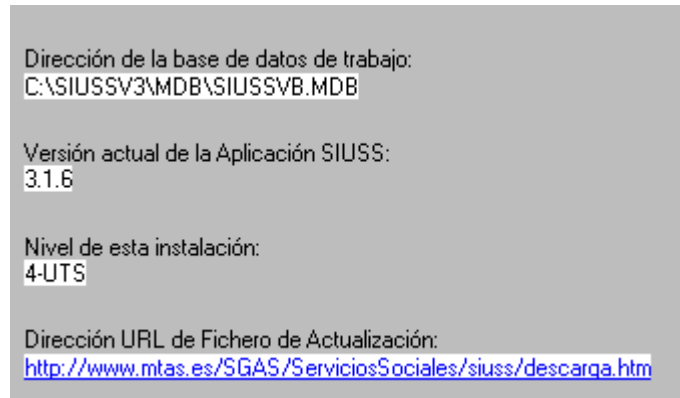 Dirección de la base de datos de trabajo:
C:\SIUSSV3\MDB\SIUSSVB.MDB
Versión actual de la Aplicación SIUSS:
3.1.6
Nivel de esta instalación:
4-UTS
Dirección URL de Fichero de Actualización:
http://www.mtas.es/SGAS/ServiciosSociales/siuss/descarga.htm